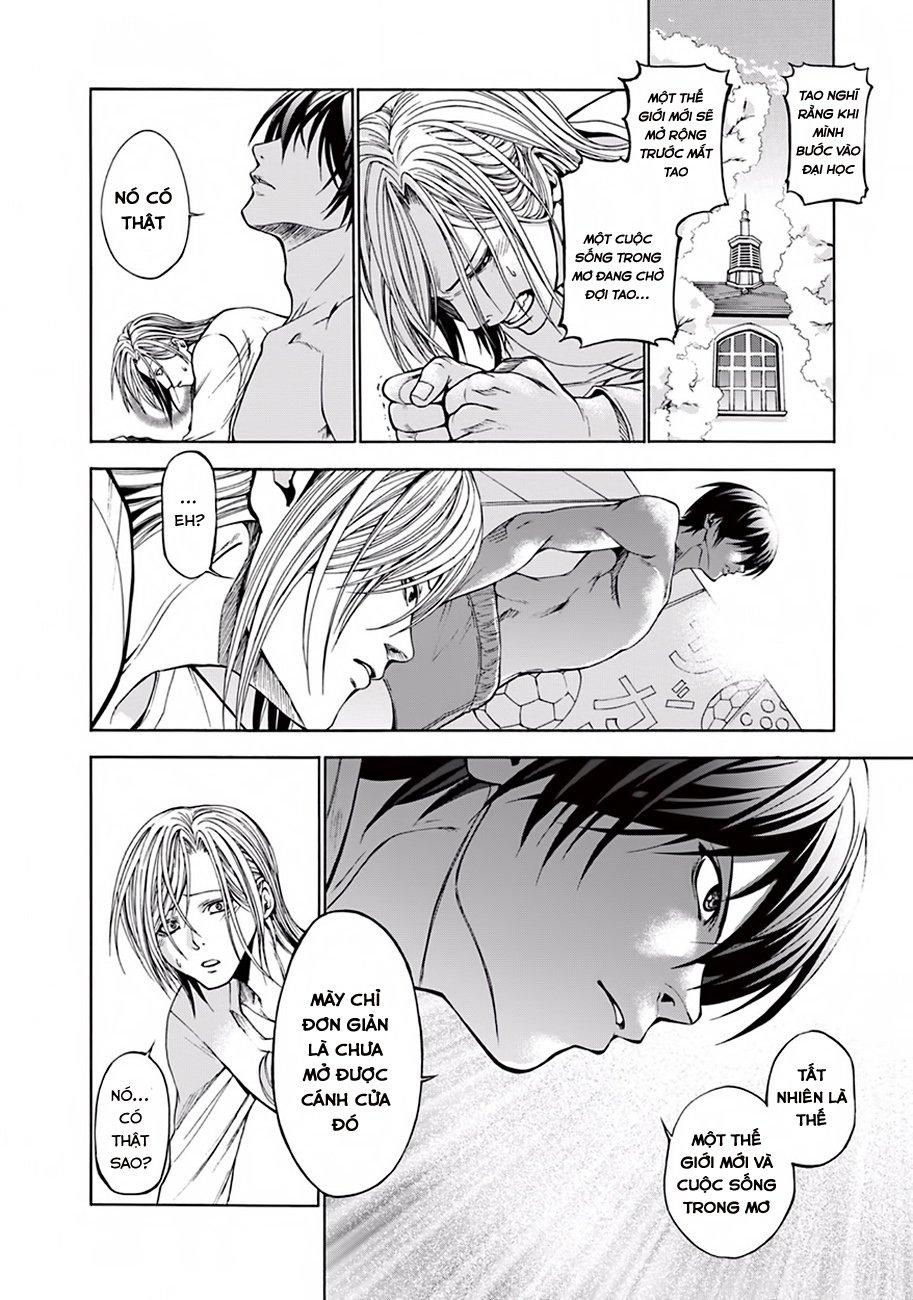 TAO NGHĨ
RẰNG KHI
MÌNH
BƯỚC VÀO
ĐẠI HỌC
MỘT THẾ
GIỚI MỚI SẼ
MỞ RỘNG
TRƯỚC MẮT
TAO
MỘT CUỘC
SỐNG TRONG
MƠ ĐANG CHỜ
ĐỢI TAO...
NÓ CÓ
THẬT
...
EH?
TẤT
NHIÊN LÀ
THẾ
MỘT THẾ
GIỚI MỚI VÀ
CUỘC SỐNG
TRONG MƠ
MÀY CHỈ
ĐƠN GIẢN
LÀ CHƯA
MỞ ĐƯỢC
CÁNH CỬA
ĐÓ
NÓ...
CÓ
THẬT
SAO?